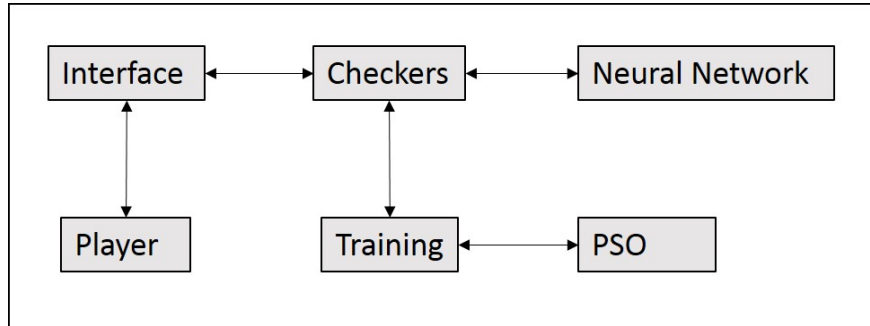 Interface
Checkers
Neural Network
Player
Training
PSO